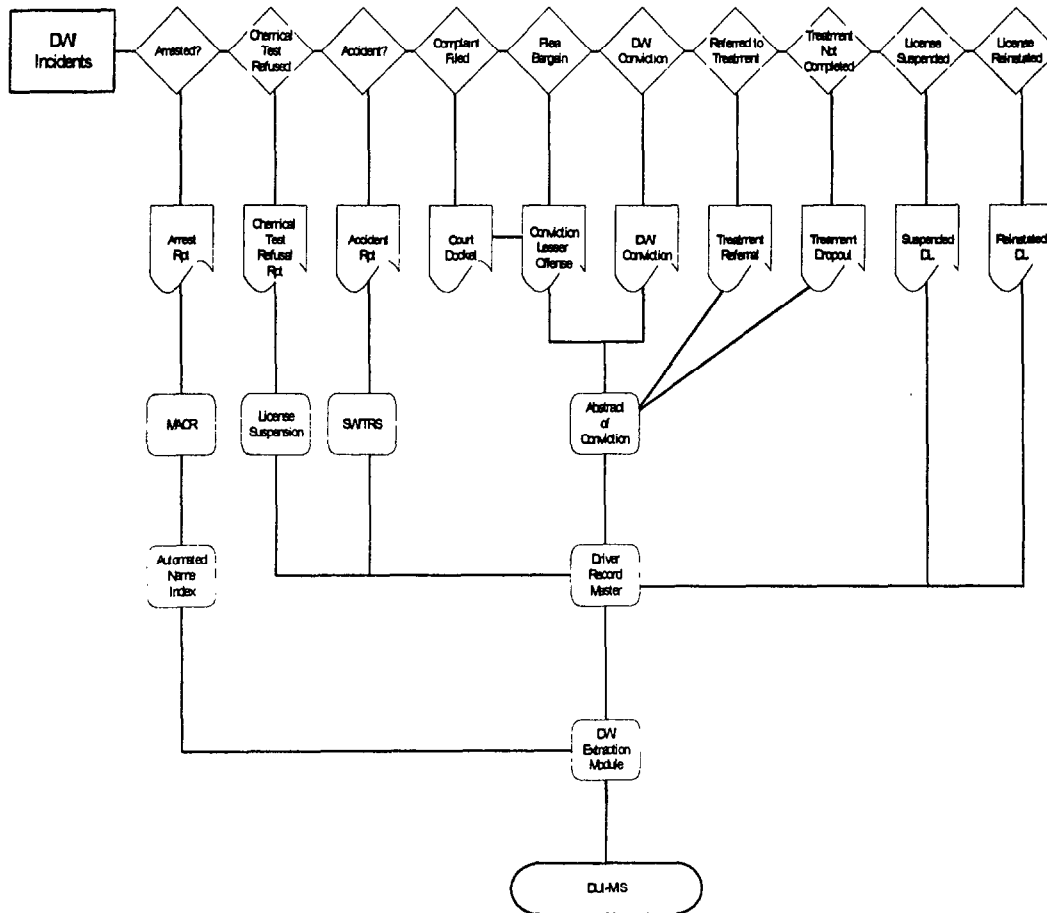 DWI
Incidents
Arrested?
Chemical
Test
Refused
Accident?
Complaint
Filed
Plea
Bargain
DWI
Conviction
Referred to
Treatment
Treatment
Not
Completed
License
Suspended
License
Reinstated
Arrest
Rpt
Chemical
Test
Refusal
Rpt
Accident
Rpt
Court
Docket
Conviction
Lesser
Offense
DWI
Conviction
Treatment
Referral
Treatment
Dropout
Suspended
DL
Reinstated
DL
MACR
License
Suspension
SWITRS
Abstract
of
Conviction
Automated
Name
Index
Driver
Record
Master
DWI
Extraction
Module
DUI-MS